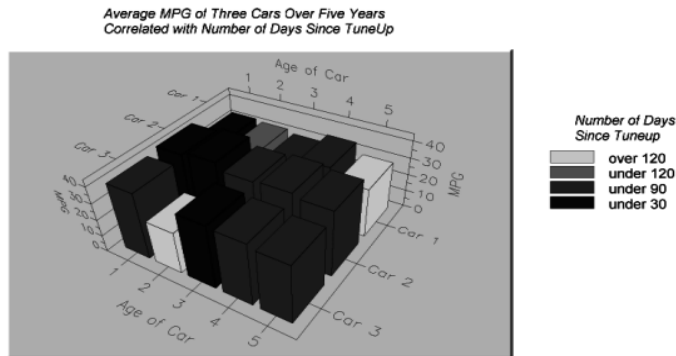 Average MPG of Three Cars Over Five Years
Correlated with Number of Days Since TuneUp
Age of Car
1 2 3 4 5
Car 1
Car 2
Car 3
40
30
20
10
0
MPG
40
30
20
10
0
MPG
Car 1
Car 2
Car 3
1 2 3 4 5
Age of Car
Number of Days
Since Tuneup
over 120
under 120
under 90
under 30